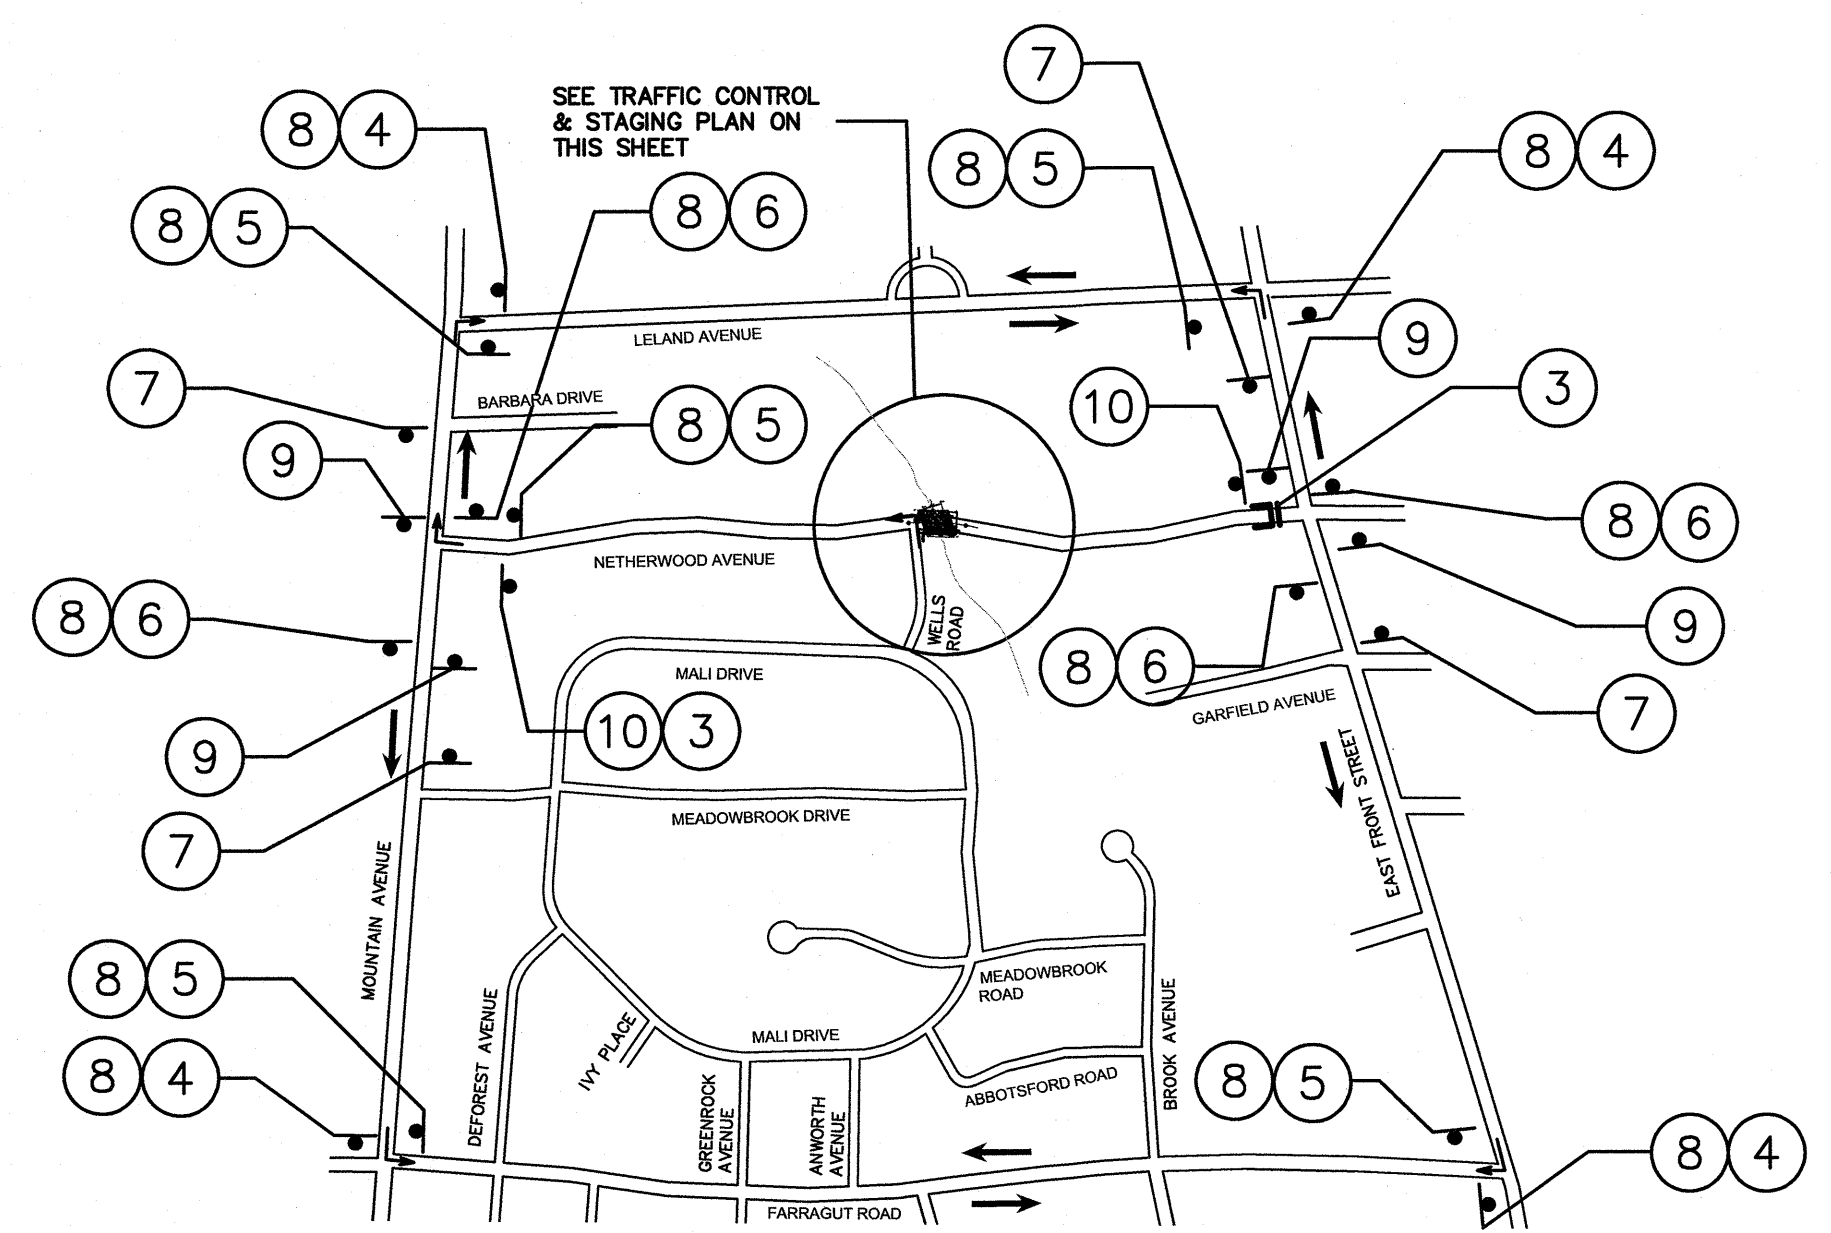 7
SEE TRAFFIC CONTROL
& STAGING PLAN ON
THIS SHEET
8 4
8 5
8 4
8 6
8 5
LELAND AVENUE
9
7
BARBARA DRIVE
10
3
8 5
9
8 6
NETHERWOOD AVENUE
WELLS
ROAD
8 6
9
8 6
MALI DRIVE
GARFIELD AVENUE
7
10 3
9
EAST FRONT STREET
MEADOWBROOK DRIVE
7
MOUNTAIN AVENUE
8 5
MEADOWBROOK
ROAD
BROOK AVENUE
DEFOREST AVENUE
IVY PLACE
MALI DRIVE
8 4
ABBOTSFORD ROAD
8 5
GREENROCK
AVENUE
ANWORTH
AVENUE
8 4
FARRAGUT ROAD